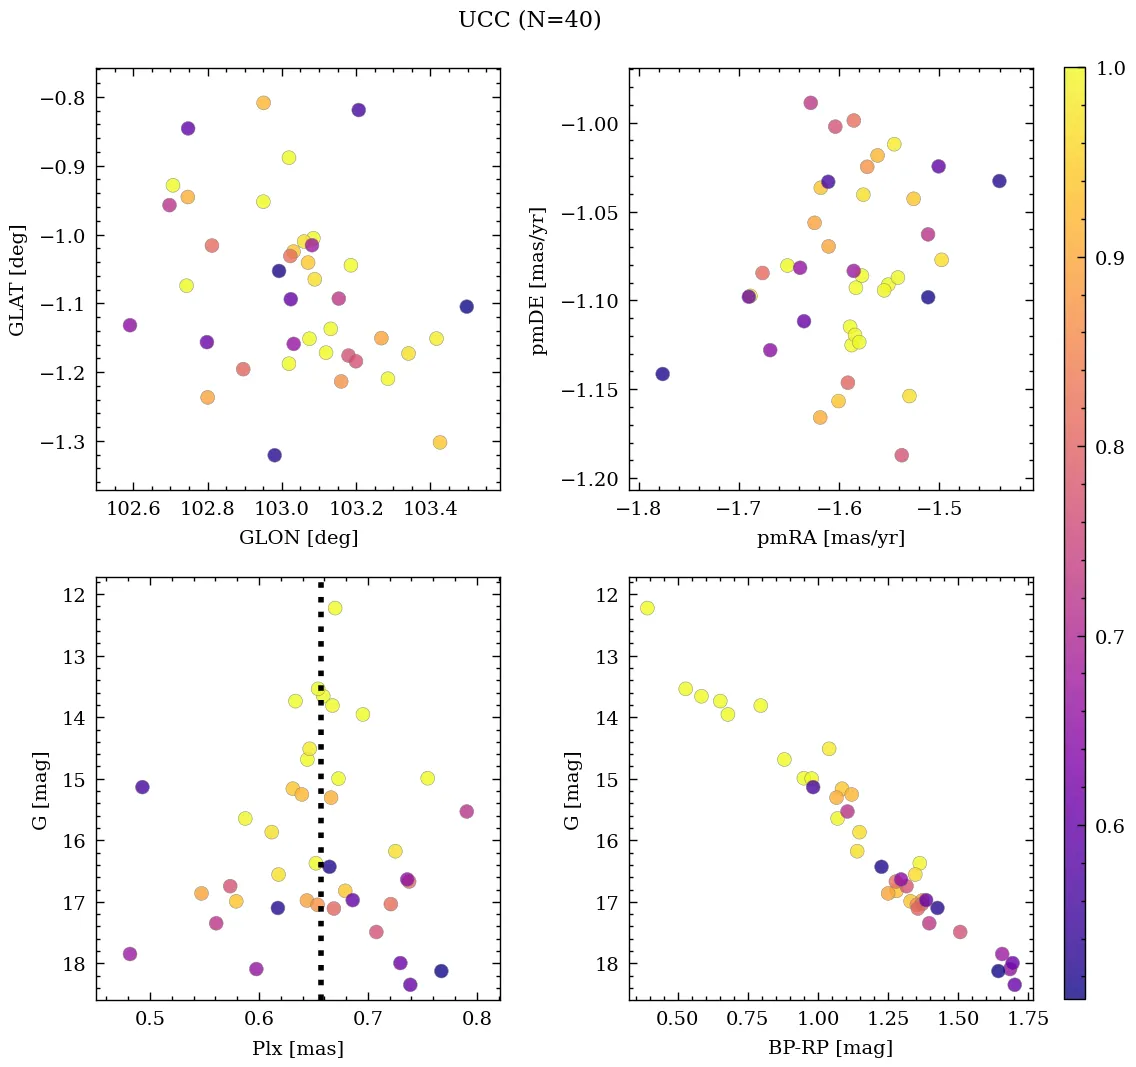 UCC (N=40)
−0.8
−0.9
−1.0
−1.1
−1.2
−1.3
GLAT [deg]
102.6 102.8 103.0 103.2 103.4
GLON [deg]
−1.00
−1.05
−1.10
−1.15
−1.20
pmDE [mas/yr]
−1.8 −1.7 −1.6 −1.5
pmRA [mas/yr]
12
13
14
15
16
17
18
G [mag]
0.5 0.6 0.7 0.8
Plx [mas]
12
13
14
15
16
17
18
G [mag]
0.50 0.75 1.00 1.25 1.50 1.75
BP-RP [mag]
1.0
0.9
0.8
0.7
0.6